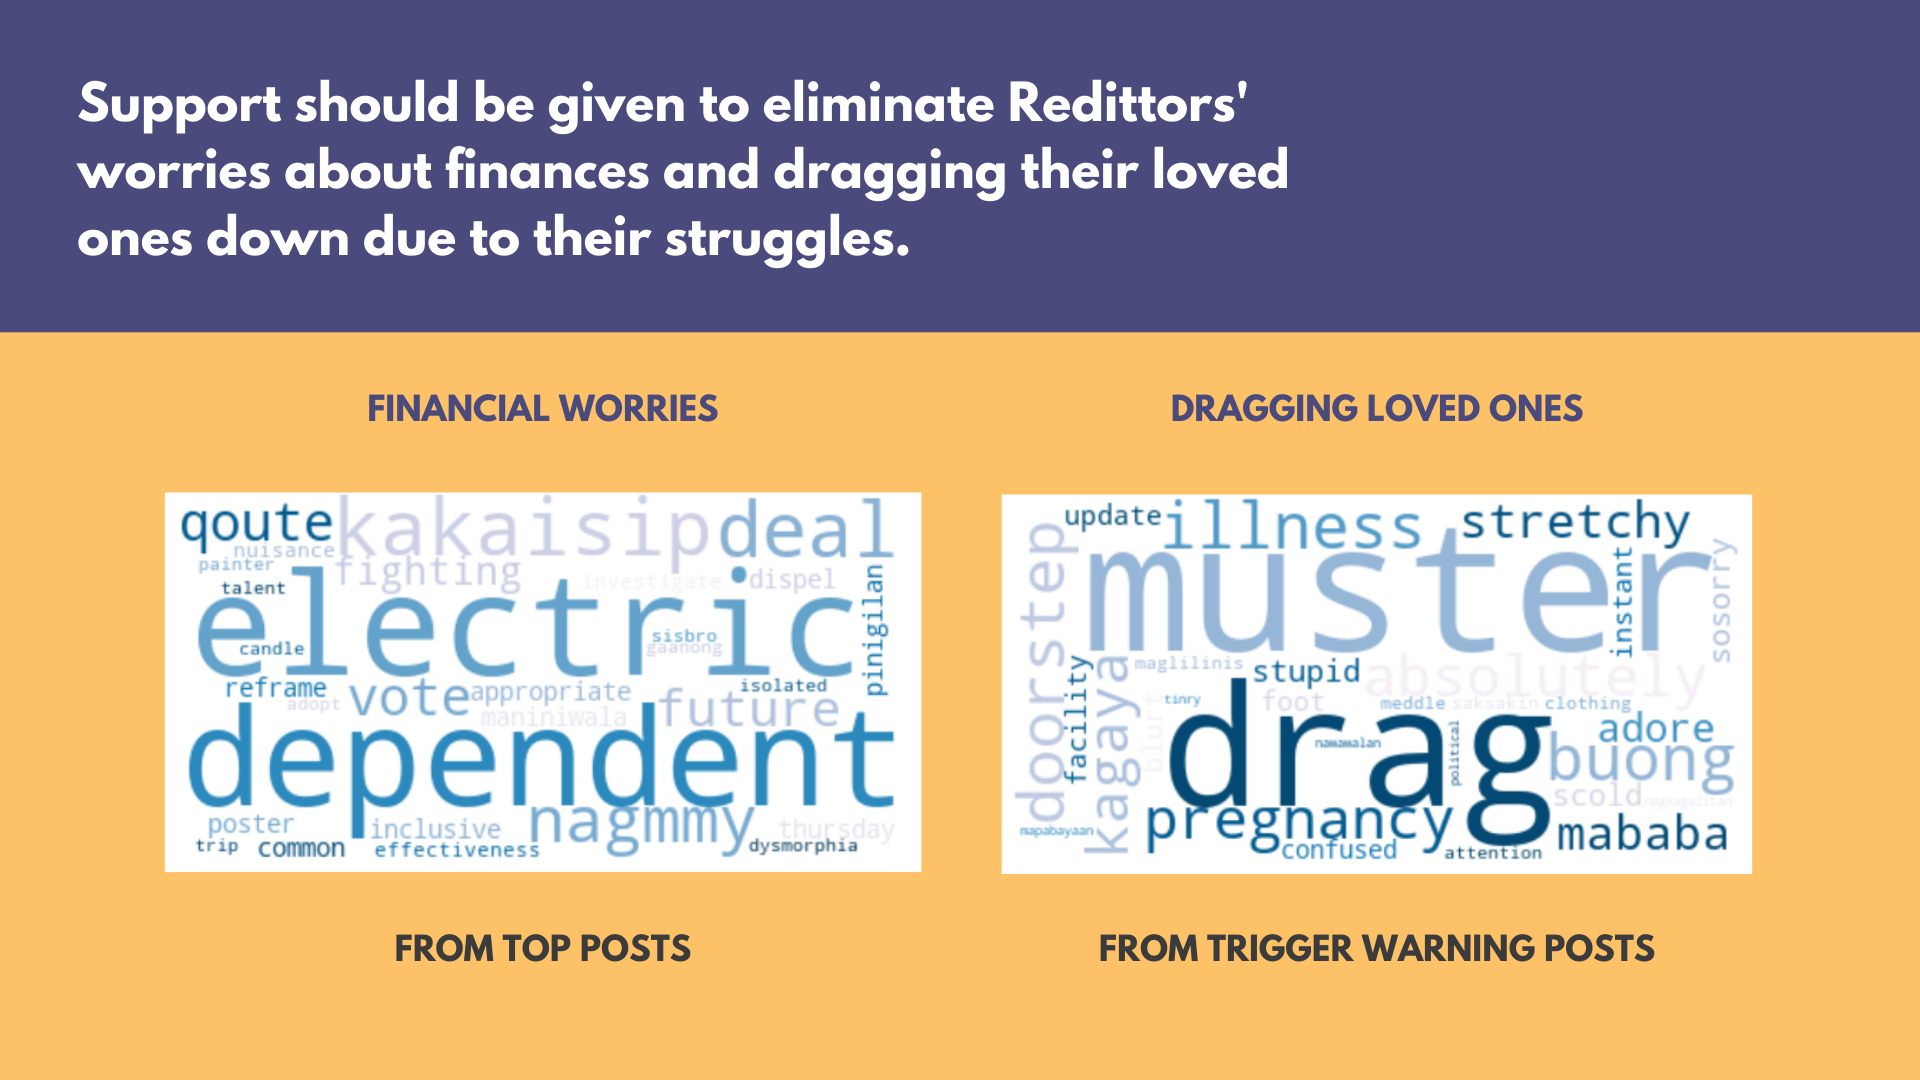 Support should be given to eliminate Redittors'
worries about finances and dragging their loved
ones down due to their struggles.
FINANCIAL WORRIES
DRAGGING LOVED ONES
qoute kakaisip deal
nuisance
painter fighting investigate dispel
talent
electric
pinigilan
sisbro
candle gaanong
reframe vote appropriate isolated
adopt maniniwala future
dependent
poster inclusive nagmmy thursday
trip common effectiveness dysmorphia
update illness stretchy
doorstep
muster
instant
sosorry
maglilinis stupid absolutely
facility
kagaya
blurt
tinry foot meddle saksakin clothing
drag
nawawalan
political
adore
buong
scold nagkagalitan
mapabayaan pregnancy mababa
confused attention
FROM TOP POSTS
FROM TRIGGER WARNING POSTS